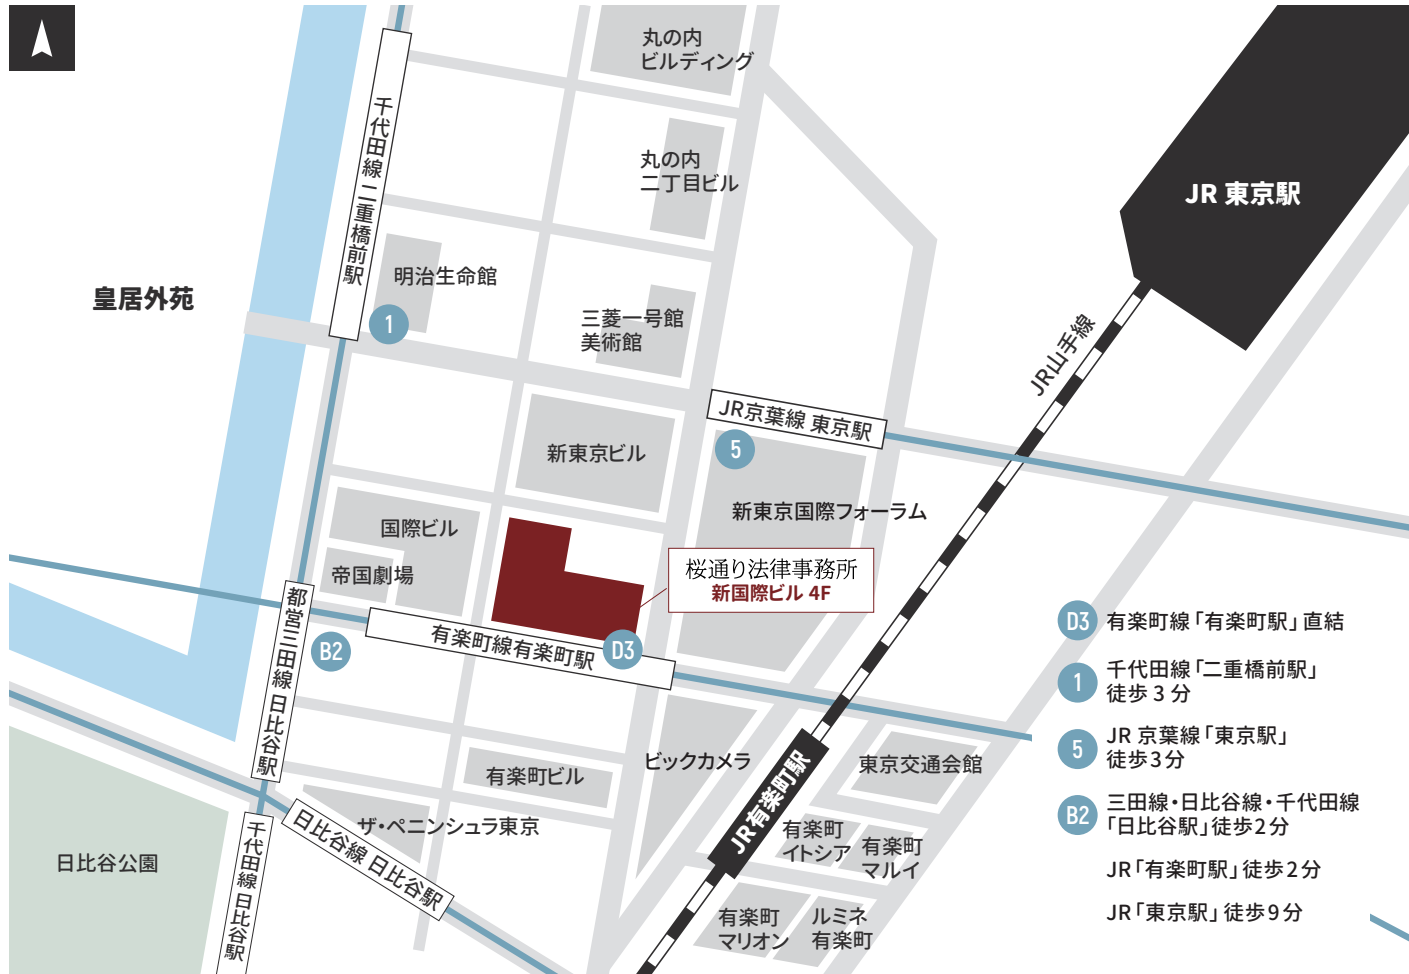 丸の内
ビルディング
千代田線 二重橋前駅
丸の内
二丁目ビル
JR 東京駅
明治生命館
皇居外苑
1
三菱一号館
美術館
JR山手線
JR京葉線 東京駅
5
新東京ビル
新東京国際フォーラム
国際ビル
帝国劇場
桜通り法律事務所
新国際ビル 4F
都営三田線 日比谷駅
B2
有楽町線有楽町駅
D3
ビックカメラ
有楽町ビル
JR有楽町駅
東京交通会館
ザ・ペニンシュラ東京
日比谷線 日比谷駅
千代田線 日比谷駅
日比谷公園
有楽町
イトシア
有楽町
マルイ
有楽町
マリオン
ルミネ
有楽町
D3 有楽町線「有楽町駅」直結
1 千代田線「二重橋前駅」
徒歩3分
5 JR 京葉線「東京駅」
徒歩3分
B2 三田線・日比谷線・千代田線
「日比谷駅」徒歩2分
JR「有楽町駅」徒歩2分
JR「東京駅」徒歩9分